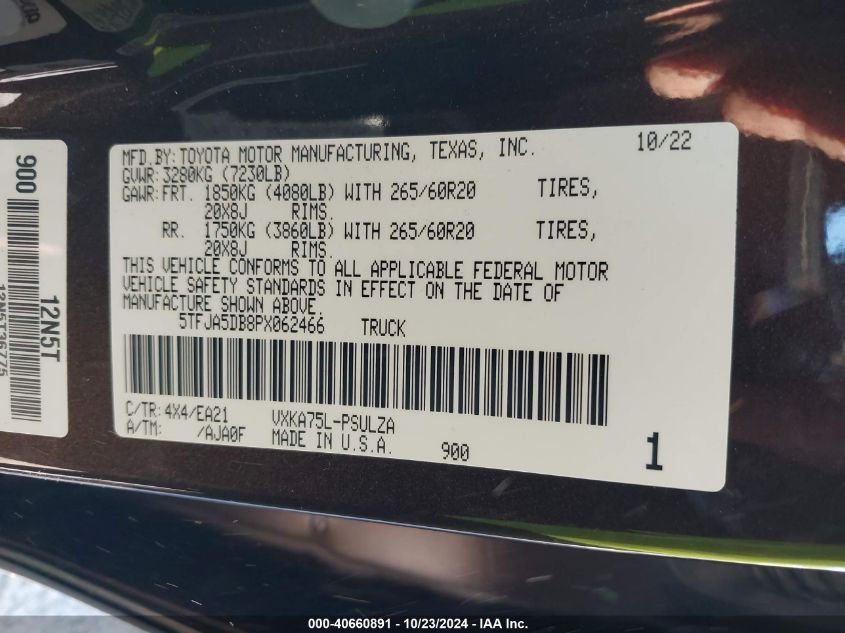 MFD.BY: TOYOTA MOTOR MANUFACTURING, TEXAS, INC. 10/22
GVWR: 3280KG (7230LB)
GAWR: FRT. 1850KG (4080LB) WITH 265/60R20 TIRES,
20X8J RIMS.
RR. 1750KG (3860LB) WITH 265/60R20 TIRES,
20X8J RIMS.
THIS VEHICLE CONFORMS TO ALL APPLICABLE FEDERAL MOTOR
VEHICLE SAFETY STANDARDS IN EFFECT ON THE DATE OF
MANUFACTURE SHOWN ABOVE.
5TFJA5DB8PX062466 TRUCK
C/TR: 4X4/EA21 VXKA75L-PSULZA
A/TM: /AJA0F MADE IN U.S.A. 900
1
900
12N5T
12N5T36775
000-40660891 - 10/23/2024 - IAA Inc.